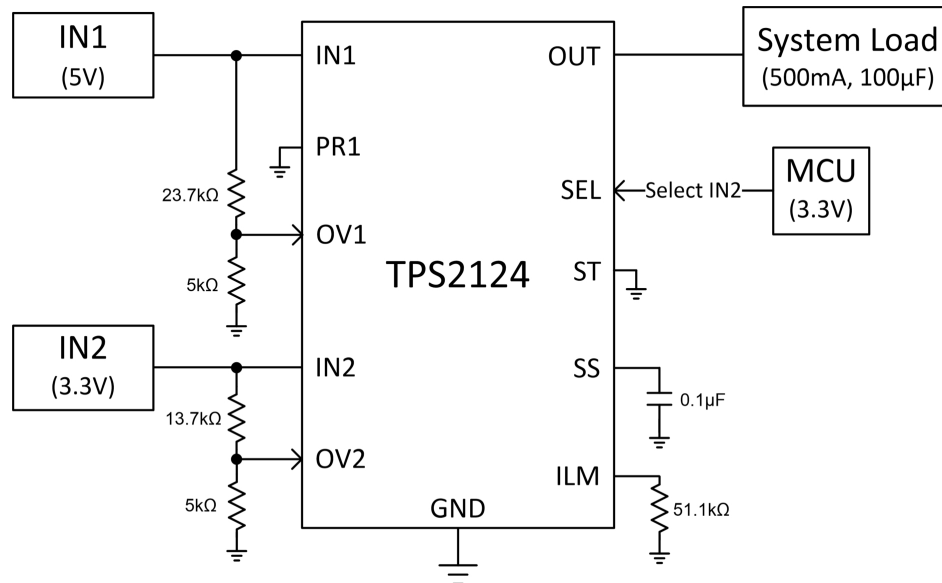 IN1
(5V)
IN1
OUT
System Load
(500mA, 100µF)
PR1
23.7kΩ
SEL
Select IN2
MCU
(3.3V)
OV1
5kΩ
TPS2124
ST
IN2
(3.3V)
IN2
SS
0.1µF
13.7kΩ
OV2
ILM
5kΩ
GND
51.1kΩ